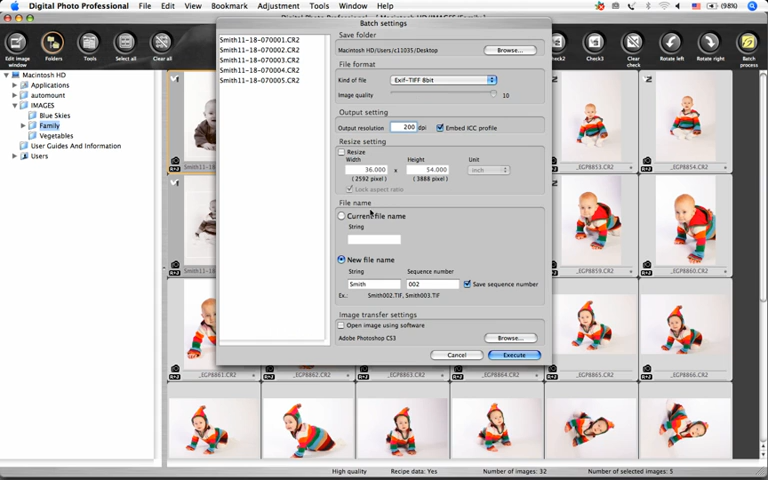 Digital Photo Professional File Edit View Bookmark Adjustment Tools Window Help (98%)
Batch settings
Edit image window
Folders
Tools
Select all
Clear all
Check2
Check3
Clear check
Rotate left
Rotate right
Batch process
Macintosh HD
Applications
automount
IMAGES
Blue Skies
Family
Vegetables
User Guides And Information
Users
Smith11-18-070001.CR2
Smith11-18-070002.CR2
Smith11-18-070003.CR2
Smith11-18-070004.CR2
Smith11-18-070005.CR2
Save folder
Macintosh HD/Users/c11035/Desktop
Browse...
File format
Kind of file Exif-TIFF 8bit
Image quality 10
Output setting
Output resolution 200 dpi Embed ICC profile
Resize setting
Resize
Width Height Unit
36.000 x 54.000 inch
(2592 pixel) (3888 pixel)
Lock aspect ratio
File name
Current file name
String
New file name
String Sequence number
Smith 002 Save sequence number
Ex.: Smith002.TIF, Smith003.TIF
Image transfer settings
Open image using software
Adobe Photoshop CS3 Browse...
Cancel Execute
_EGP8853.CR2
_EGP8854.CR2
_EGP8859.CR2
_EGP8860.CR2
_EGP8861.CR2
_EGP8862.CR2
_EGP8863.CR2
_EGP8864.CR2
_EGP8865.CR2
_EGP8866.CR2
High quality Recipe data: Yes Number of images: 32 Number of selected images: 5